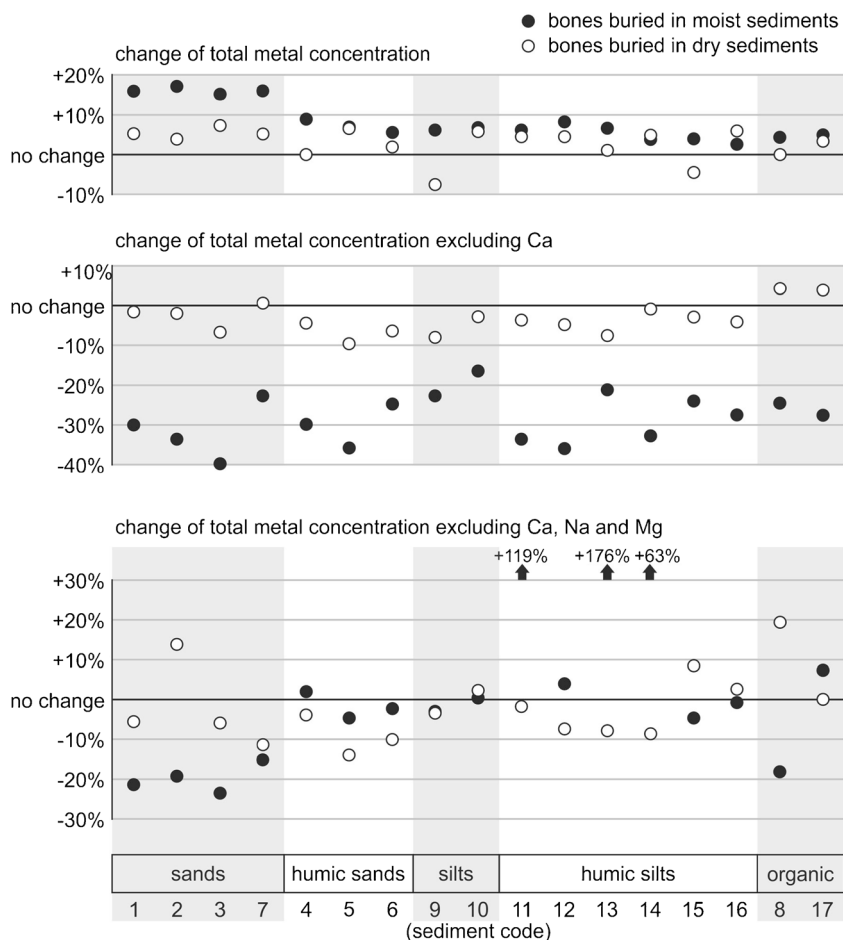 bones buried in moist sediments
bones buried in dry sediments
change of total metal concentration
+20%
+10%
no change
-10%
change of total metal concentration excluding Ca
+10%
no change
-10%
-20%
-30%
-40%
change of total metal concentration excluding Ca, Na and Mg
+119% +176% +63%
+30%
+20%
+10%
no change
-10%
-20%
-30%
sands humic sands silts humic silts organic
1 2 3 7 4 5 6 9 10 11 12 13 14 15 16 8 17
(sediment code)